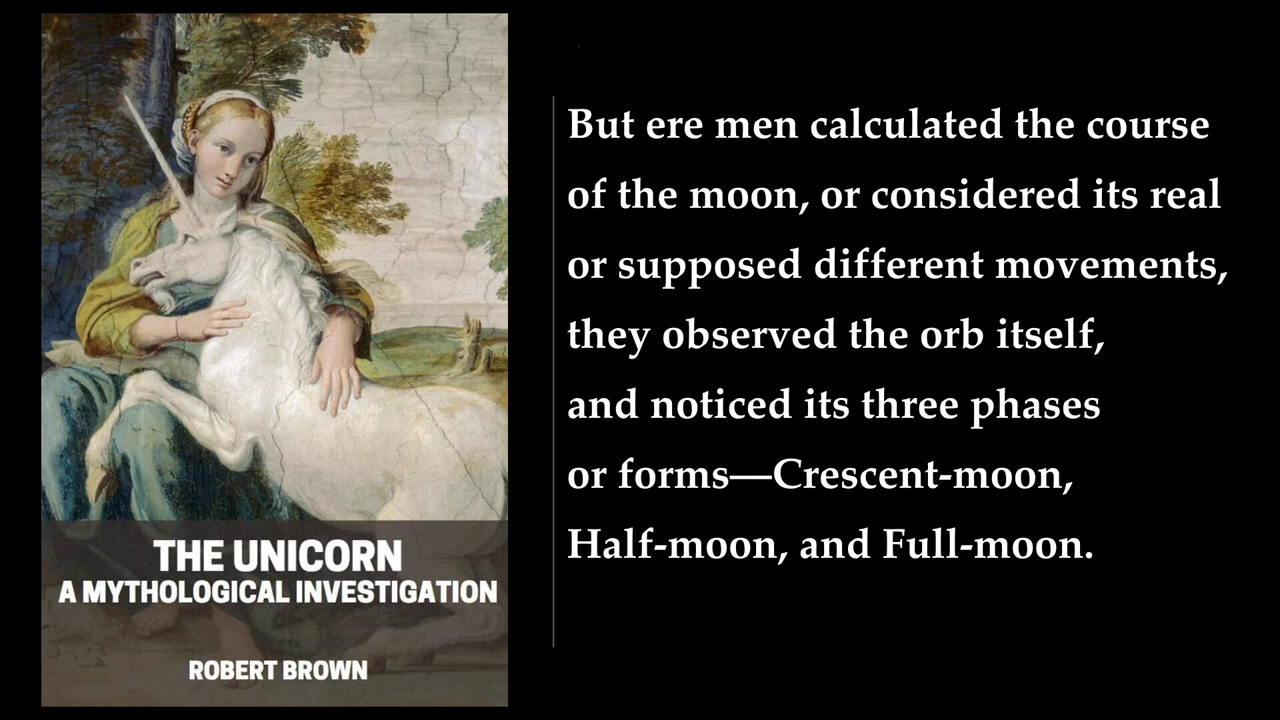 THE UNICORN
A MYTHOLOGICAL INVESTIGATION
ROBERT BROWN
But ere men calculated the course
of the moon, or considered its real
or supposed different movements,
they observed the orb itself,
and noticed its three phases
or forms—Crescent-moon,
Half-moon, and Full-moon.